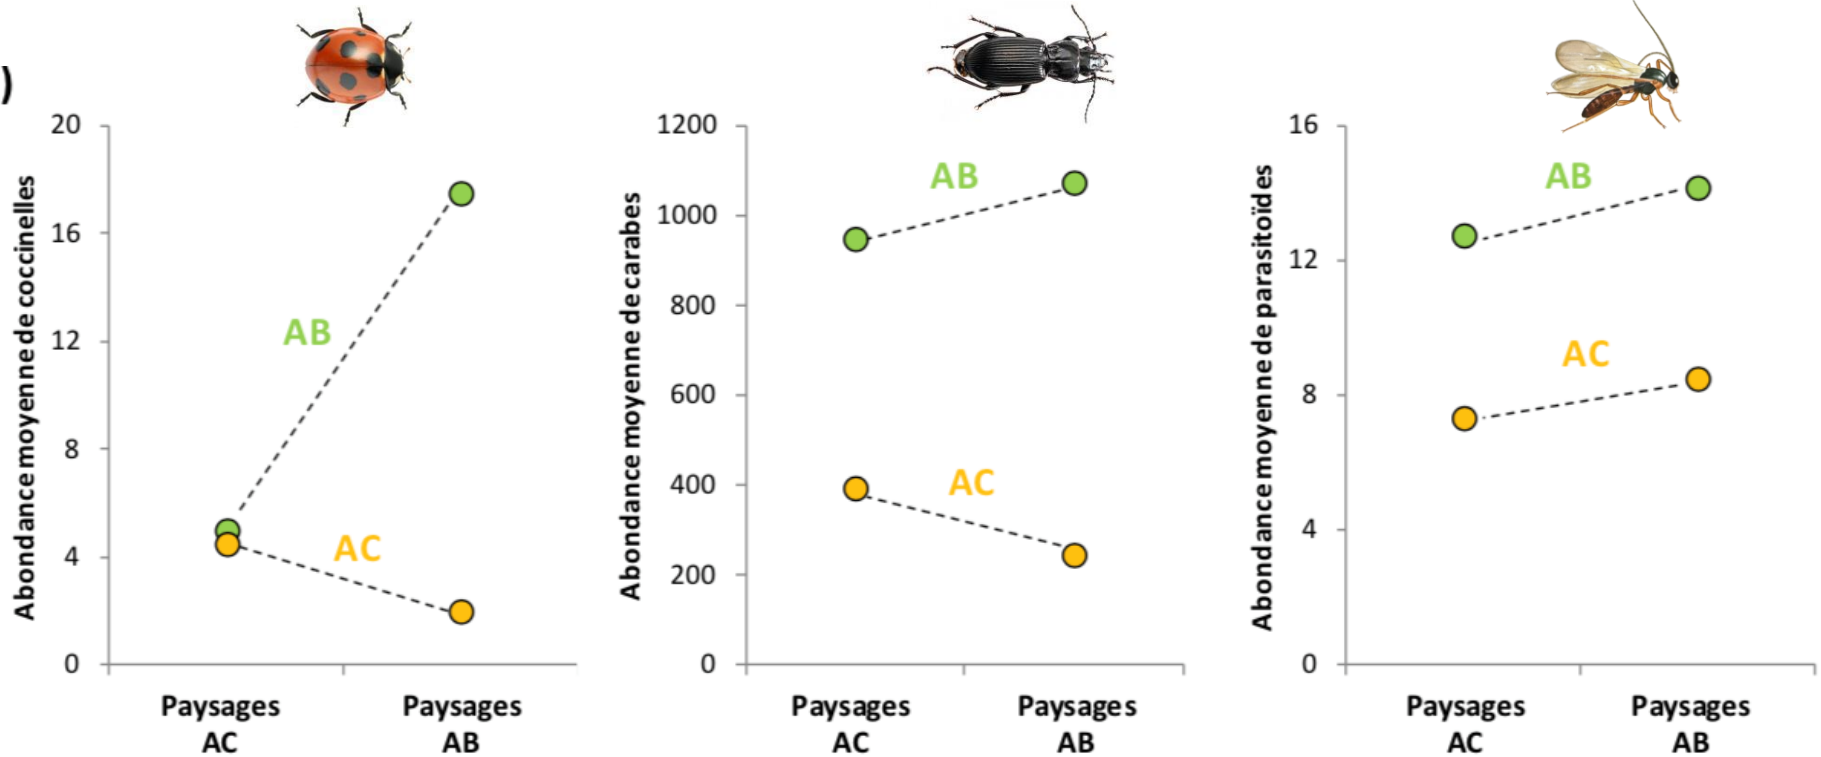 )
20
16
12
8
4
0
Abondance moyenne de coccinelles
AB
AC
Paysages
AC
Paysages
AB
1200
1000
800
600
400
200
0
Abondance moyenne de carabes
AB
AC
Paysages
AC
Paysages
AB
16
12
8
4
0
Abondance moyenne de parasitoïdes
AB
AC
Paysages
AC
Paysages
AB